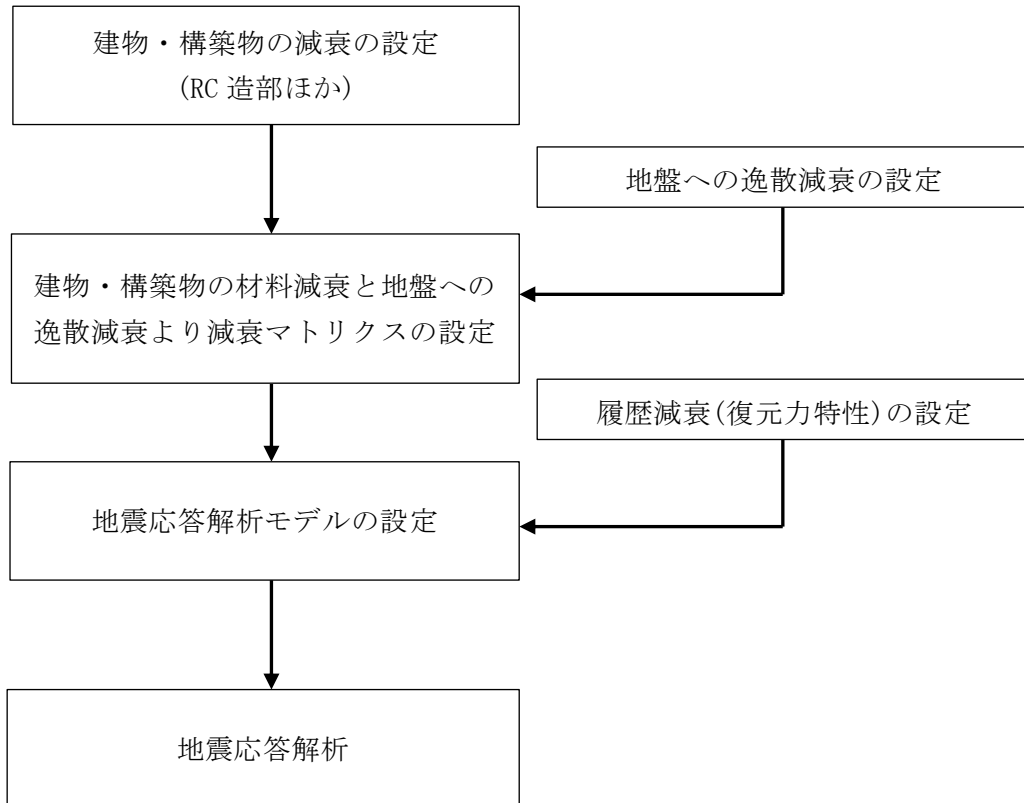 建物・構築物の減衰の設定
(RC 造部ほか)
地盤への逸散減衰の設定
建物・構築物の材料減衰と地盤への
逸散減衰より減衰マトリクスの設定
履歴減衰(復元力特性)の設定
地震応答解析モデルの設定
地震応答解析